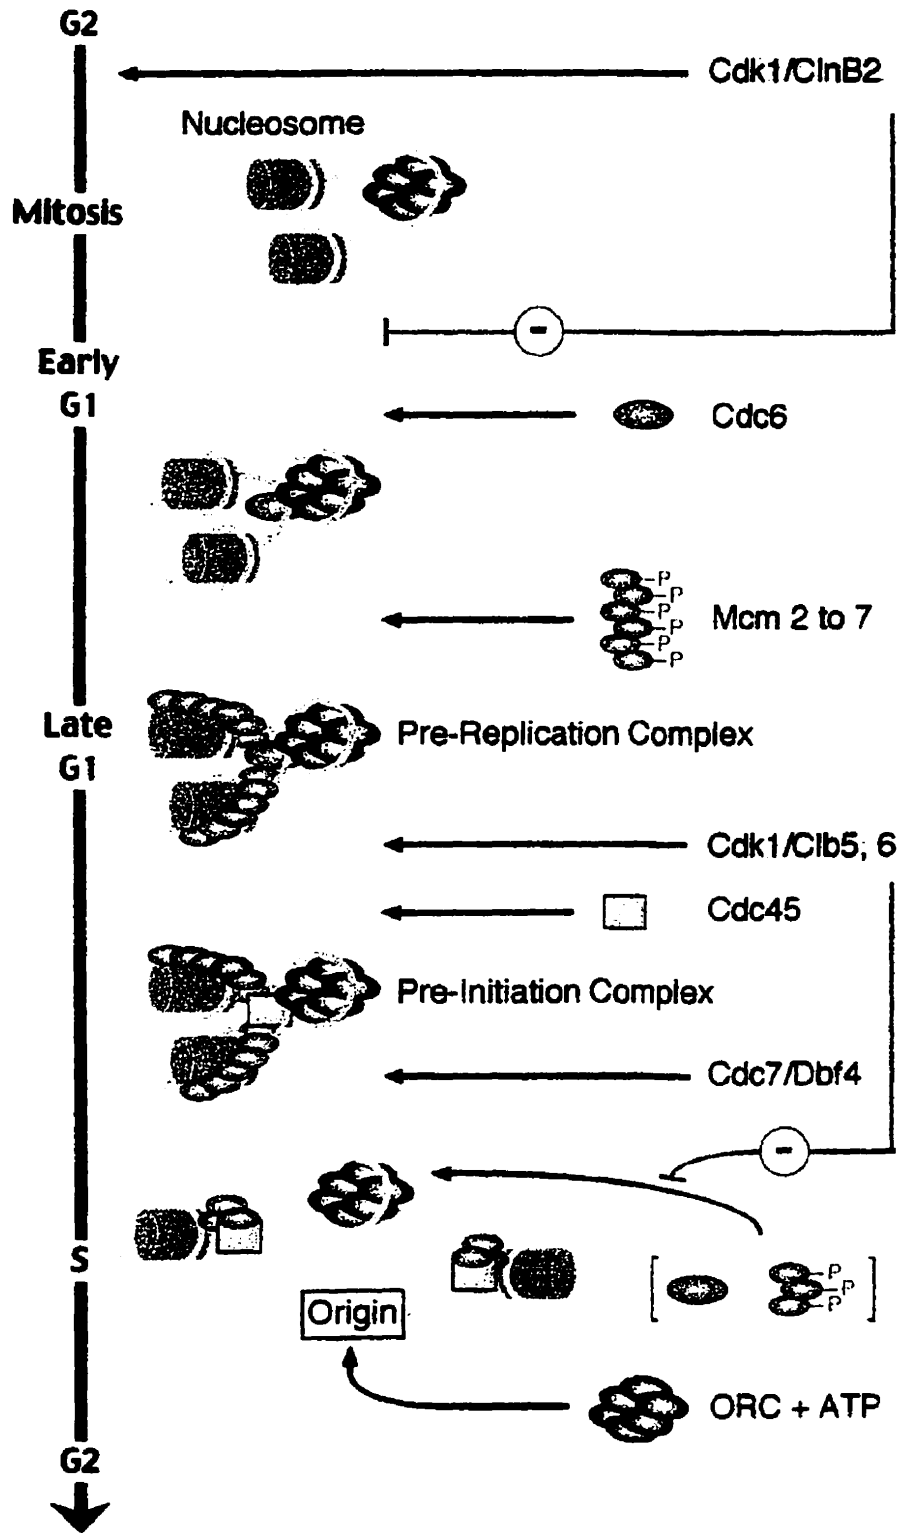 G2
Cdk1/ClnB2
Nucleosome
Mitosis
-
Early
G1
Cdc6
P
P
P
P
P
P
Mcm 2 to 7
Late
G1
Pre-Replication Complex
Cdk1/Clb5, 6
Cdc45
Pre-Initiation Complex
Cdc7/Dbf4
-
S
P
P
P
Origin
ORC + ATP
G2